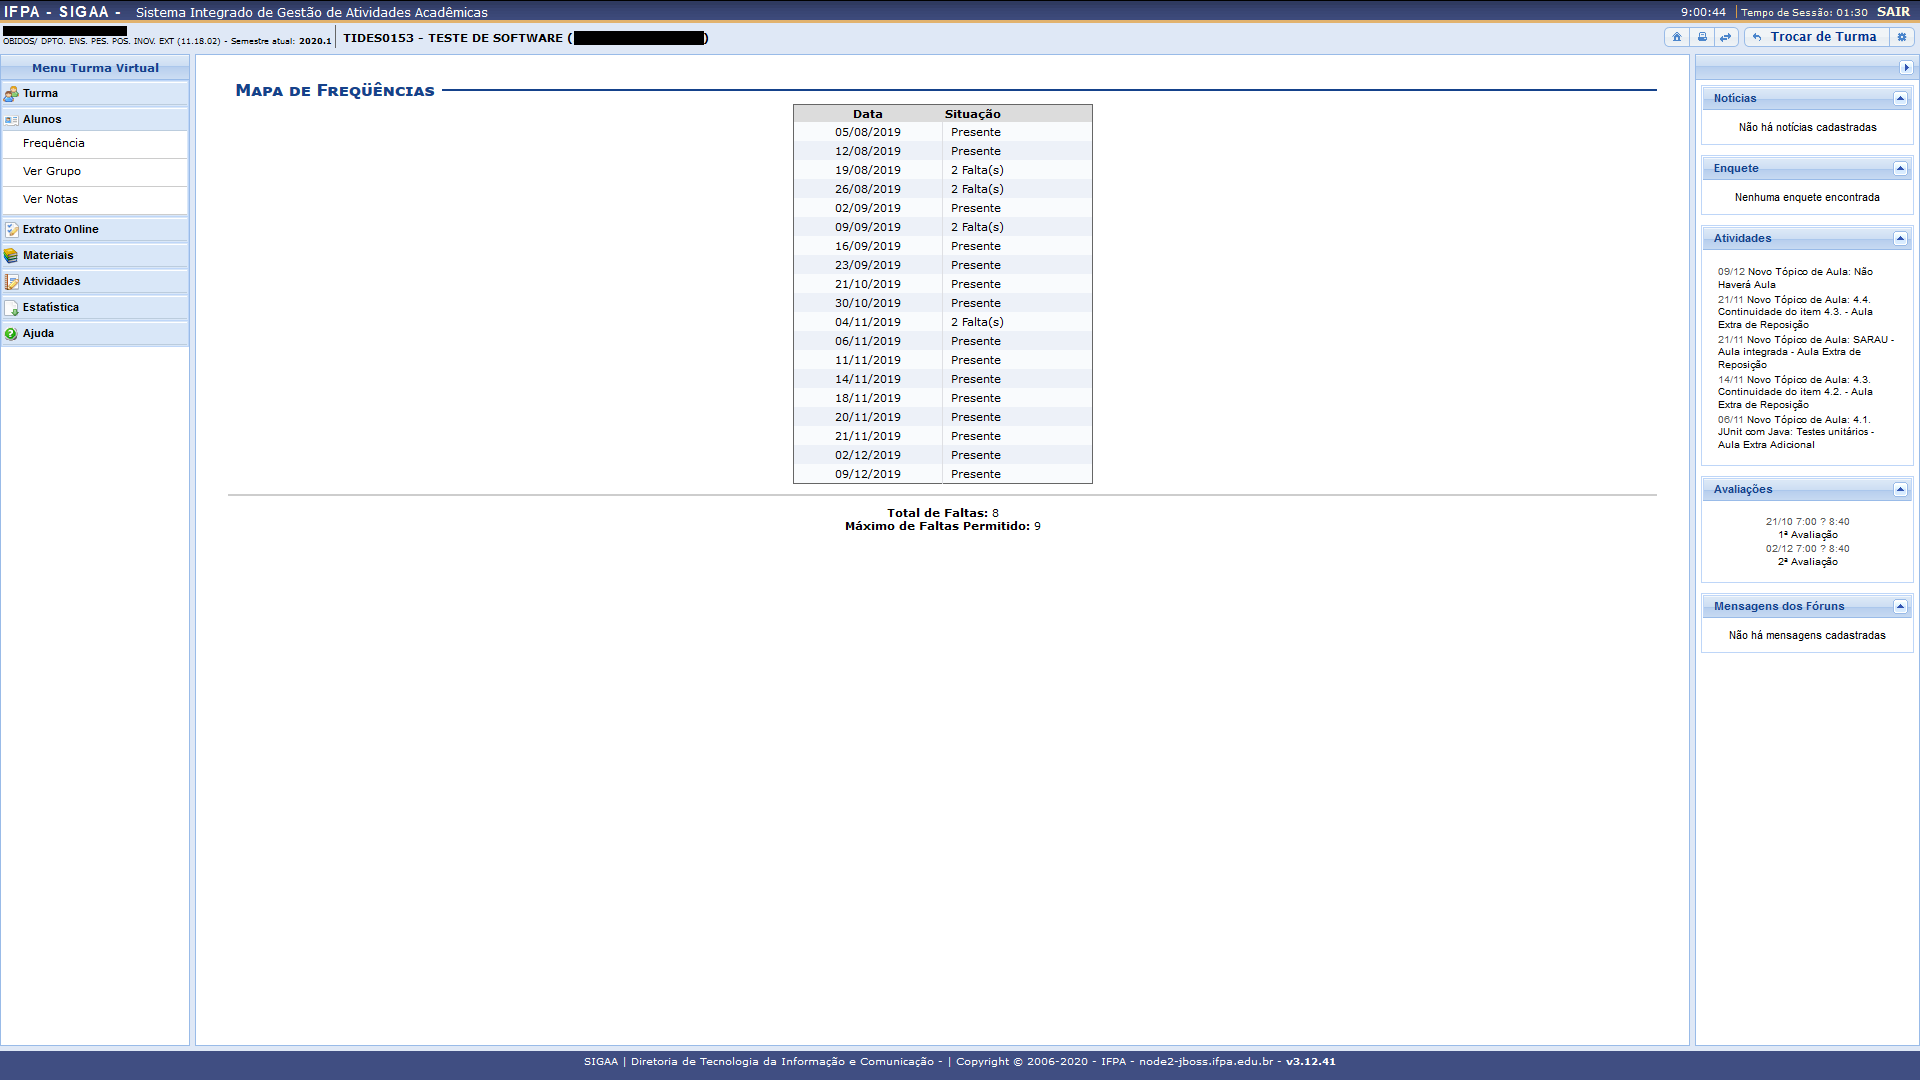 IFPA - SIGAA - Sistema Integrado de Gestão de Atividades Acadêmicas
9:00:44 Tempo de Sessão: 01:30 SAIR
OBIDOS/ DPTO. ENS. PES. POS. INOV. EXT (11.18.02) - Semestre atual: 2020.1
TIDES0153 - TESTE DE SOFTWARE ( )
Trocar de Turma
Menu Turma Virtual
Turma
Alunos
Frequência
Ver Grupo
Ver Notas
Extrato Online
Materiais
Atividades
Estatística
Ajuda
Mapa de Freqüências
Data Situação
05/08/2019 Presente
12/08/2019 Presente
19/08/2019 2 Falta(s)
26/08/2019 2 Falta(s)
02/09/2019 Presente
09/09/2019 2 Falta(s)
16/09/2019 Presente
23/09/2019 Presente
21/10/2019 Presente
30/10/2019 Presente
04/11/2019 2 Falta(s)
06/11/2019 Presente
11/11/2019 Presente
14/11/2019 Presente
18/11/2019 Presente
20/11/2019 Presente
21/11/2019 Presente
02/12/2019 Presente
09/12/2019 Presente
Total de Faltas: 8
Máximo de Faltas Permitido: 9
Notícias
Não há notícias cadastradas
Enquete
Nenhuma enquete encontrada
Atividades
09/12 Novo Tópico de Aula: Não
Haverá Aula
21/11 Novo Tópico de Aula: 4.4.
Continuidade do item 4.3. - Aula
Extra de Reposição
21/11 Novo Tópico de Aula: SARAU -
Aula integrada - Aula Extra de
Reposição
14/11 Novo Tópico de Aula: 4.3.
Continuidade do item 4.2. - Aula
Extra de Reposição
06/11 Novo Tópico de Aula: 4.1.
JUnit com Java: Testes unitários -
Aula Extra Adicional
Avaliações
21/10 7:00 ? 8:40
1ª Avaliação
02/12 7:00 ? 8:40
2ª Avaliação
Mensagens dos Fóruns
Não há mensagens cadastradas
SIGAA | Diretoria de Tecnologia da Informação e Comunicação - | Copyright © 2006-2020 - IFPA - node2-jboss.ifpa.edu.br - v3.12.41